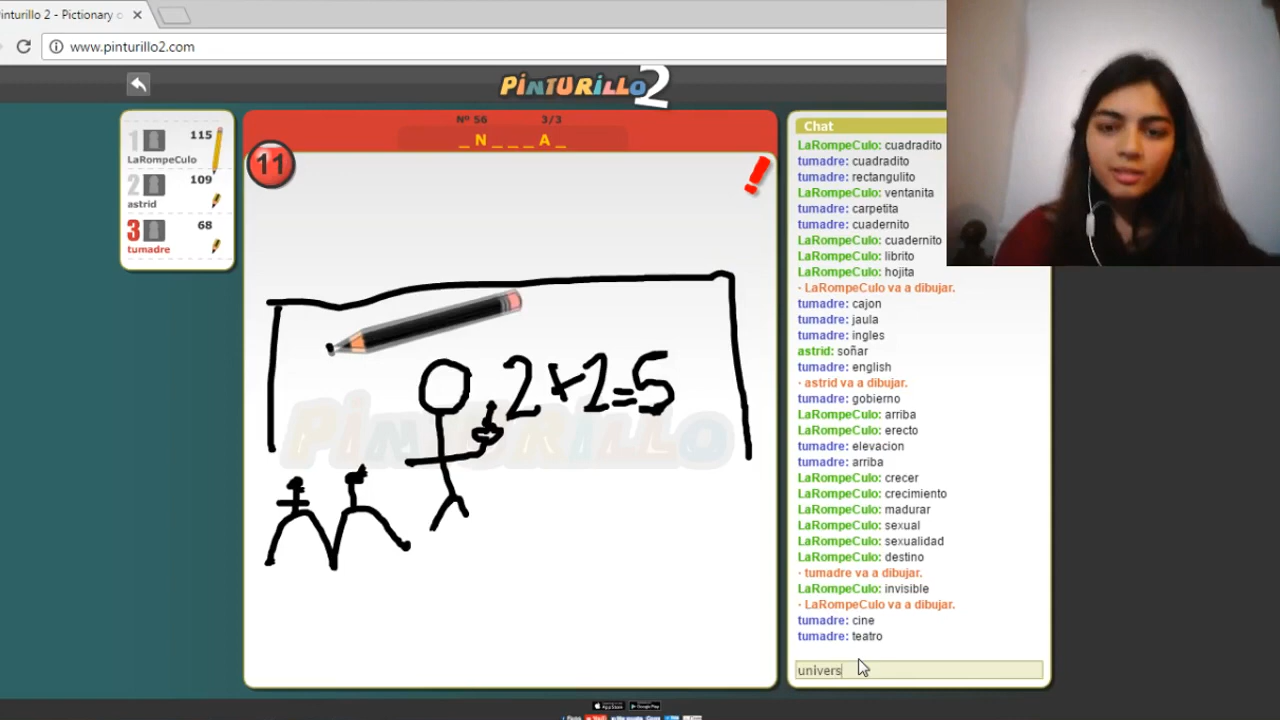 Pinturillo 2 - Pictionary
www.pinturillo2.com
PiNTURiLLO 2
Nº 56 3/3
_ N _ _ _ A _
11
1 115
LaRompeCulo
2 109
astrid
3 68
tumadre
2+2=5
PiNTURiLLO
Chat
LaRompeCulo: cuadradito
tumadre: cuadradito
tumadre: rectangulito
LaRompeCulo: ventanita
tumadre: carpetita
tumadre: cuadernito
LaRompeCulo: cuadernito
LaRompeCulo: librito
LaRompeCulo: hojita
· LaRompeCulo va a dibujar.
tumadre: cajon
tumadre: jaula
tumadre: ingles
astrid: soñar
tumadre: english
· astrid va a dibujar.
tumadre: gobierno
LaRompeCulo: arriba
LaRompeCulo: erecto
tumadre: elevacion
tumadre: arriba
LaRompeCulo: crecer
LaRompeCulo: crecimiento
LaRompeCulo: madurar
LaRompeCulo: sexual
LaRompeCulo: sexualidad
LaRompeCulo: destino
· tumadre va a dibujar.
LaRompeCulo: invisible
· LaRompeCulo va a dibujar.
tumadre: cine
tumadre: teatro
univers